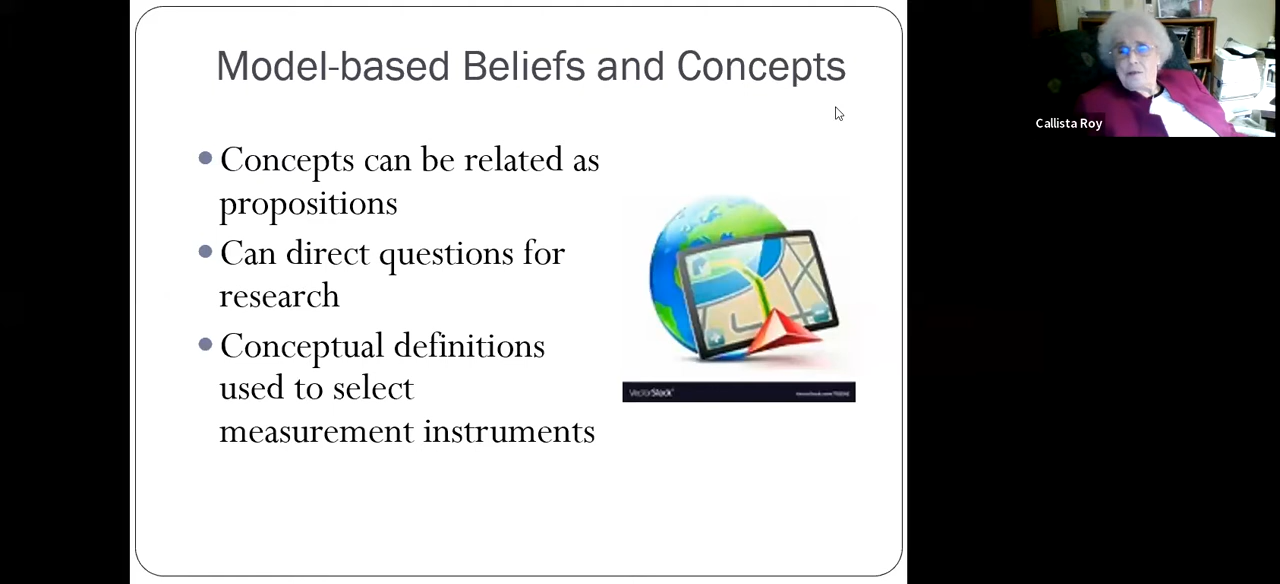 Model-based Beliefs and Concepts
Concepts can be related as
propositions
Can direct questions for
research
Conceptual definitions
used to select
measurement instruments
VectorStock
Callista Roy